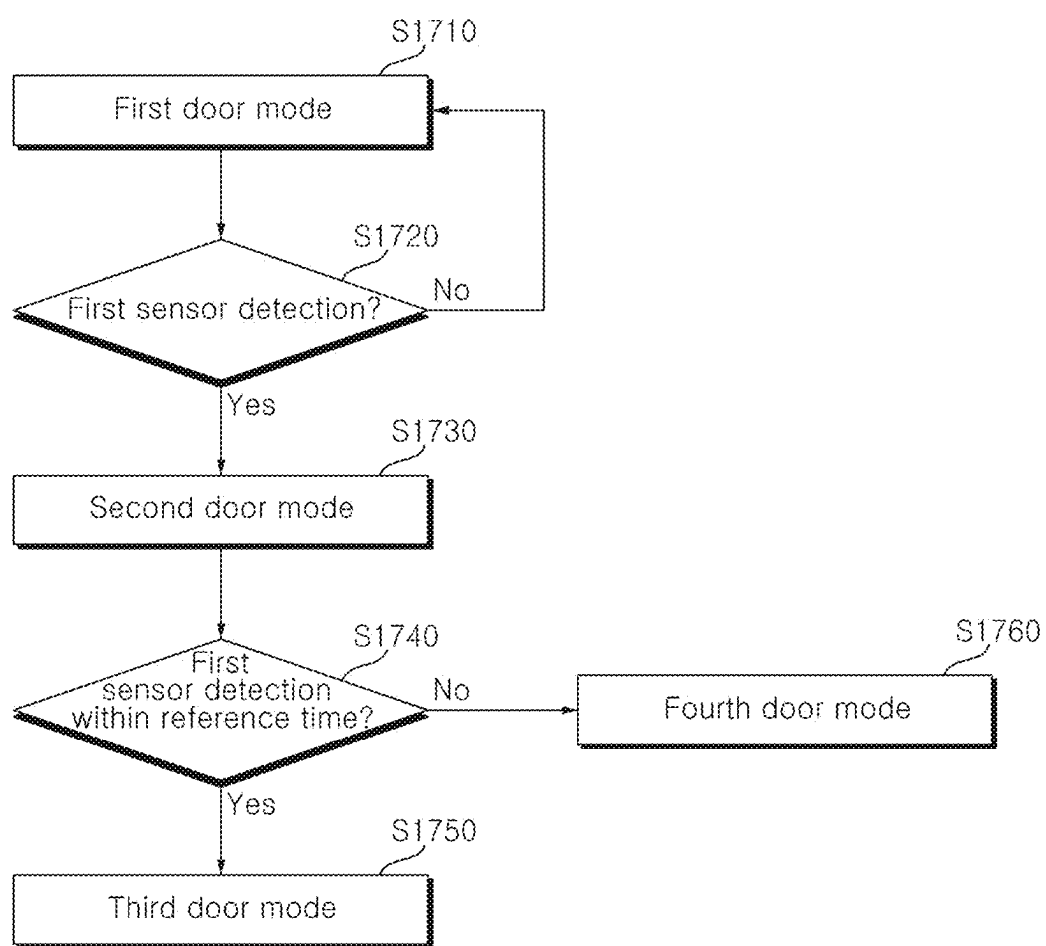 S1710
First door mode
S1720
First sensor detection?
No
Yes
S1730
Second door mode
S1740
First
sensor detection
within reference time?
No
S1760
Fourth door mode
Yes
S1750
Third door mode